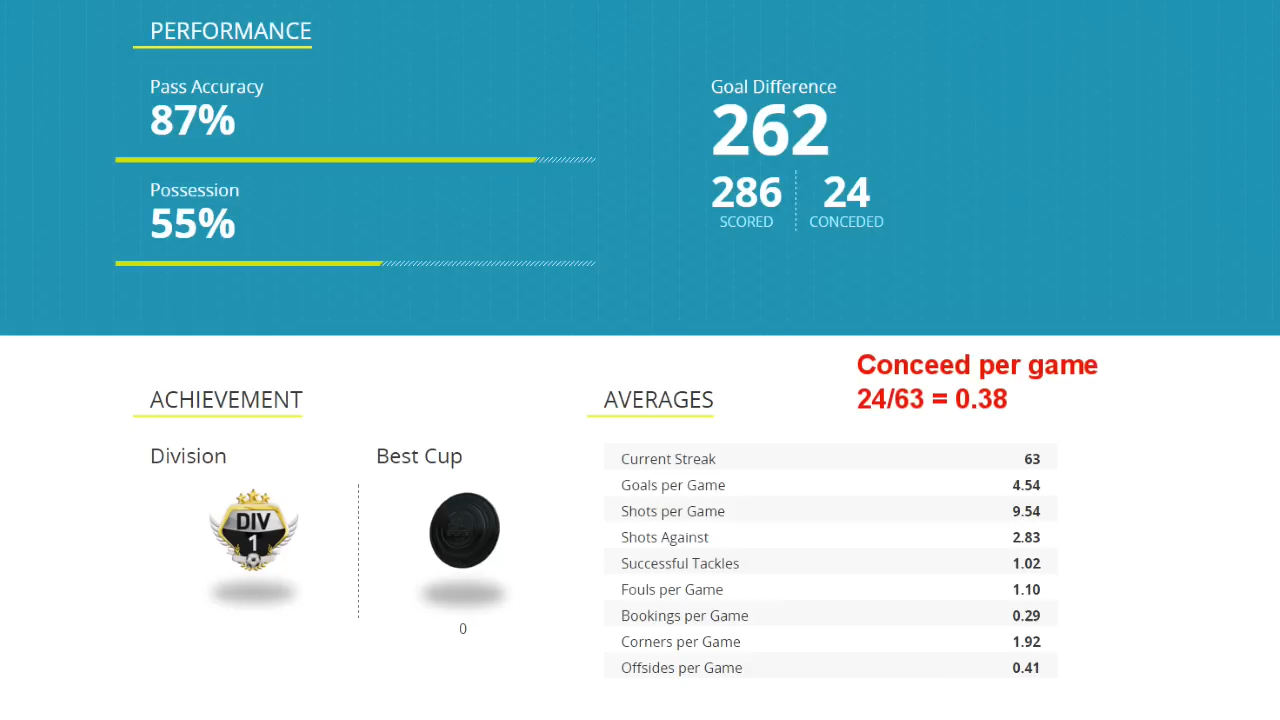 PERFORMANCE
Pass Accuracy
87%
Possession
55%
Goal Difference
262
286 24
SCORED CONCEDED
Conceed per game
24/63 = 0.38
ACHIEVEMENT
Division
Best Cup
DIV
1
0
AVERAGES
Current Streak 63
Goals per Game 4.54
Shots per Game 9.54
Shots Against 2.83
Successful Tackles 1.02
Fouls per Game 1.10
Bookings per Game 0.29
Corners per Game 1.92
Offsides per Game 0.41